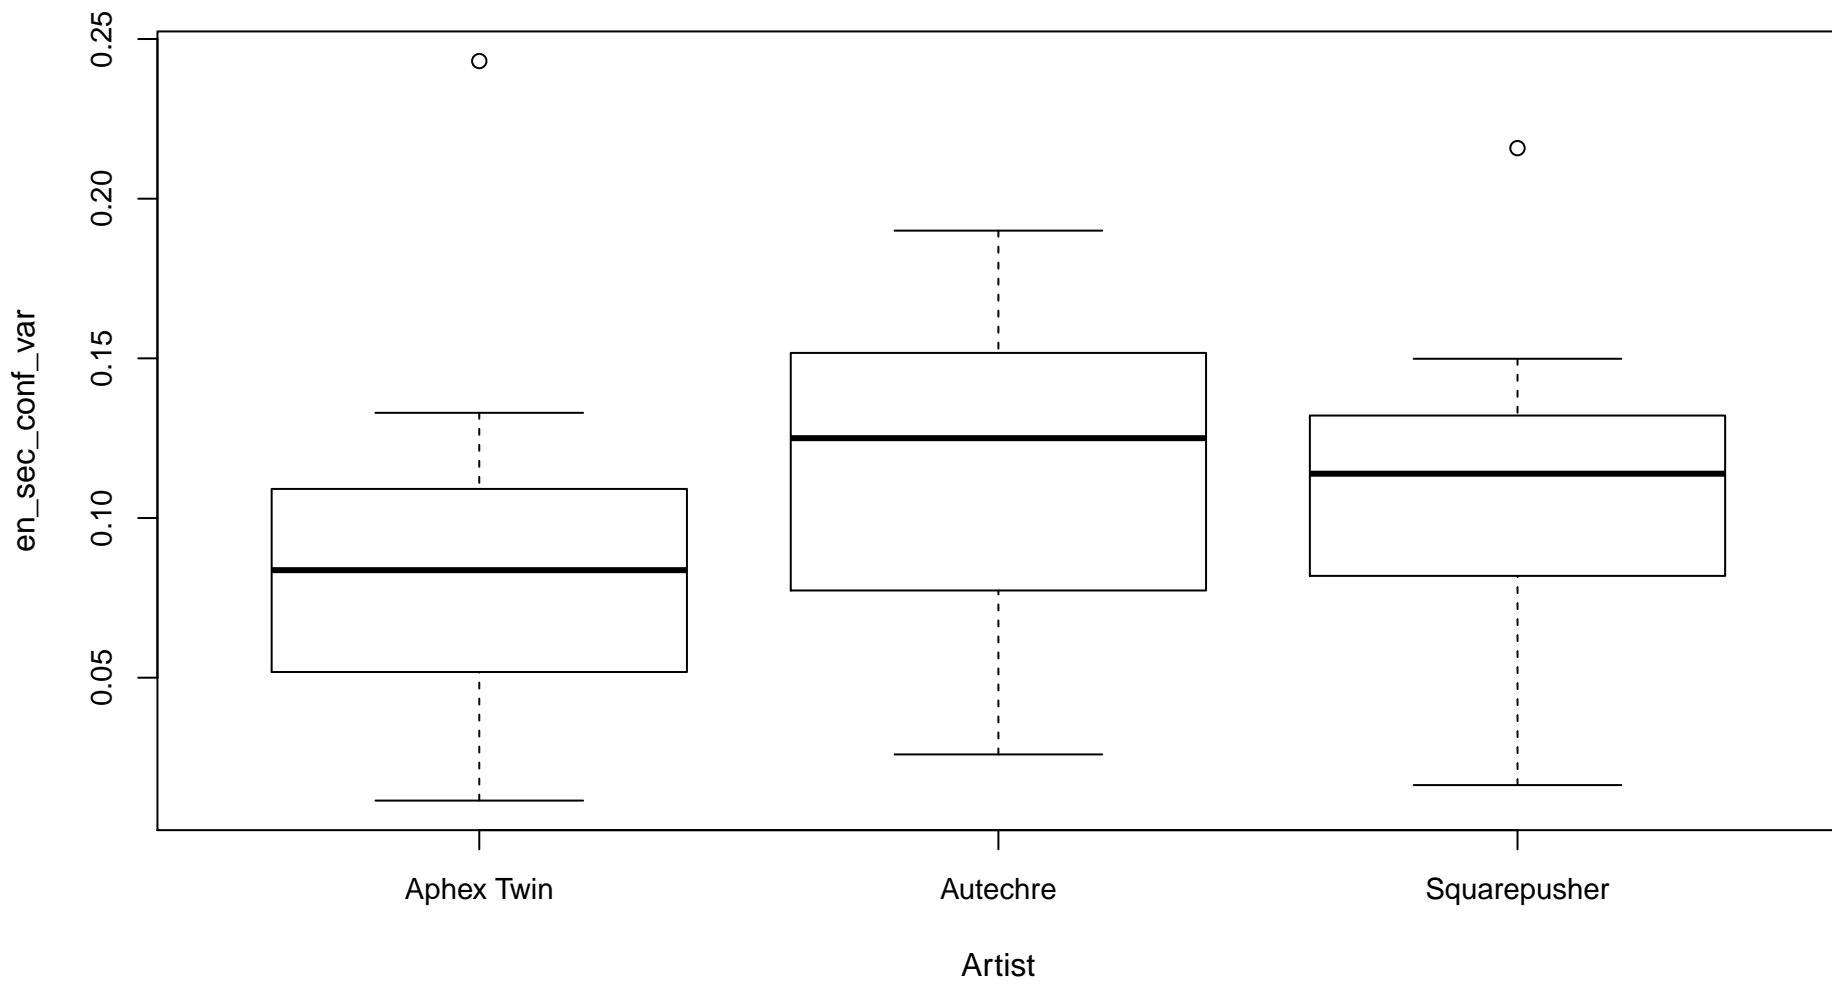 en_sec_conf_var
0.25
0.20
0.15
0.10
0.05
Aphex Twin
Autechre
Squarepusher
Artist